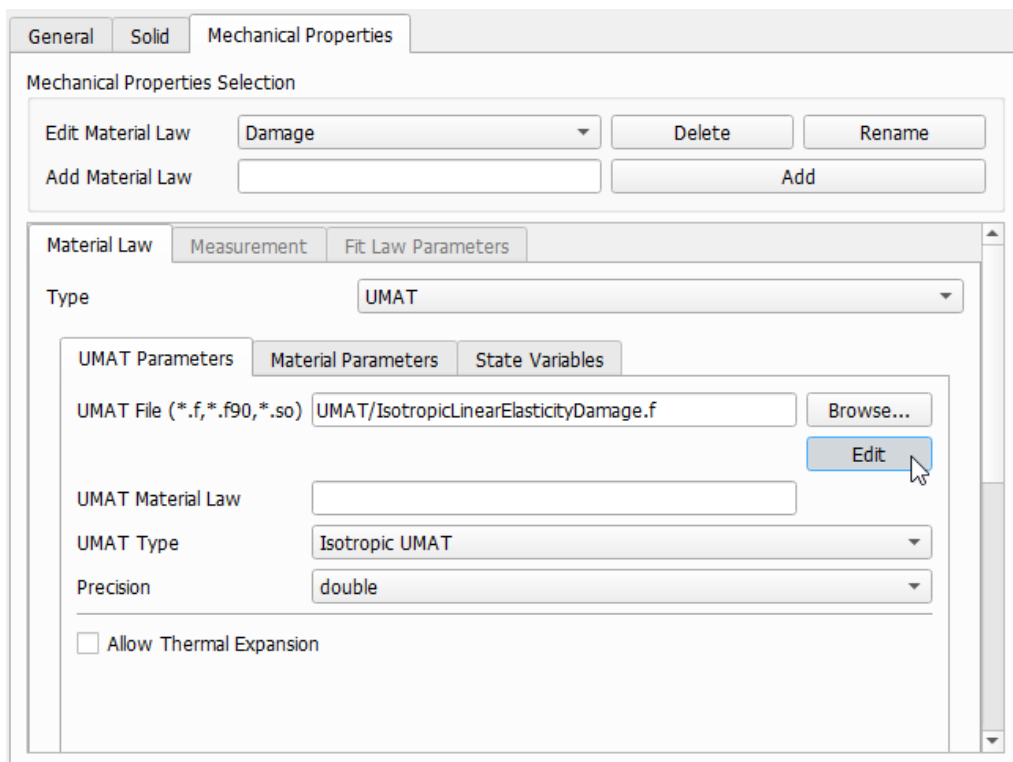 General Solid Mechanical Properties
Mechanical Properties Selection
Edit Material Law Damage Delete Rename
Add Material Law Add
Material Law Measurement Fit Law Parameters
Type UMAT
UMAT Parameters Material Parameters State Variables
UMAT File (*.f,*.f90,*.so) UMAT/IsotropicLinearElasticityDamage.f Browse...
Edit
UMAT Material Law
UMAT Type Isotropic UMAT
Precision double
Allow Thermal Expansion